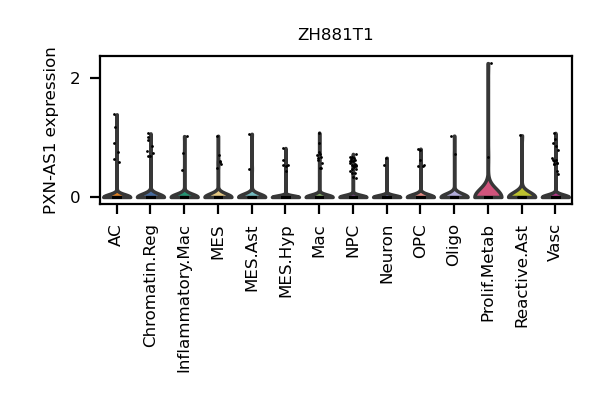 ZH881T1
PXN-AS1 expression
2
0
AC
Chromatin.Reg
Inflammatory.Mac
MES
MES.Ast
MES.Hyp
Mac
NPC
Neuron
OPC
Oligo
Prolif.Metab
Reactive.Ast
Vasc